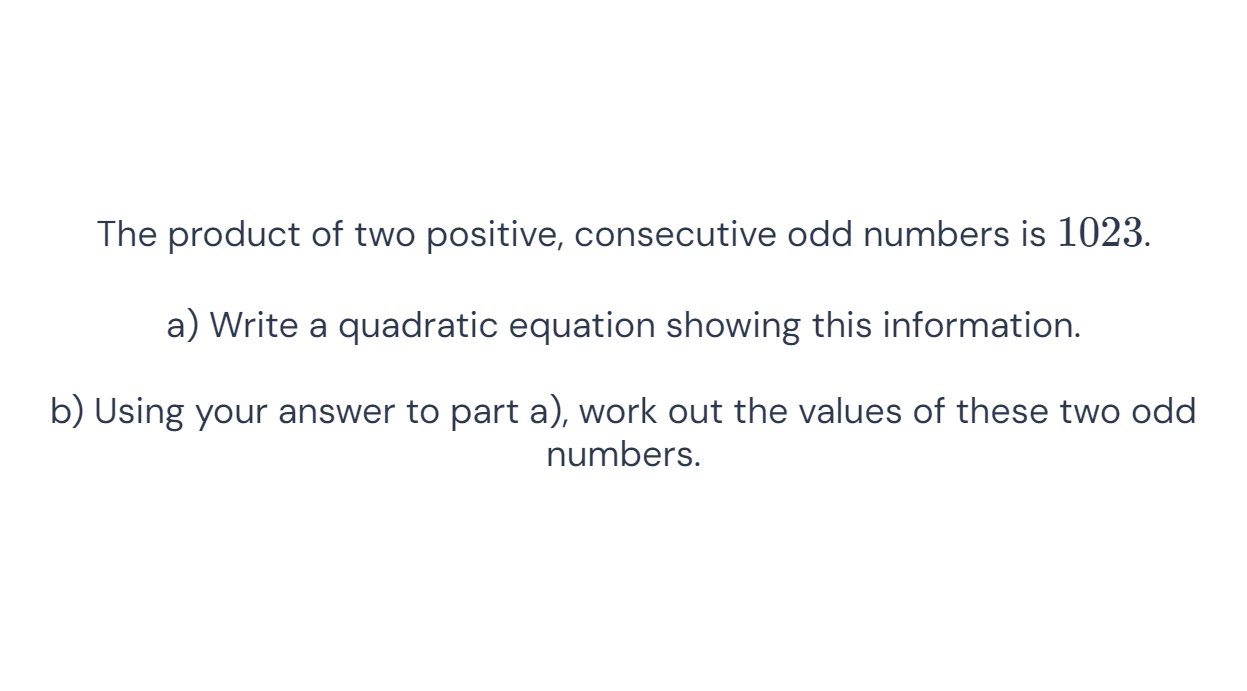 The product of two positive, consecutive odd numbers is 1023.
a) Write a quadratic equation showing this information.
b) Using your answer to part a), work out the values of these two odd
numbers.